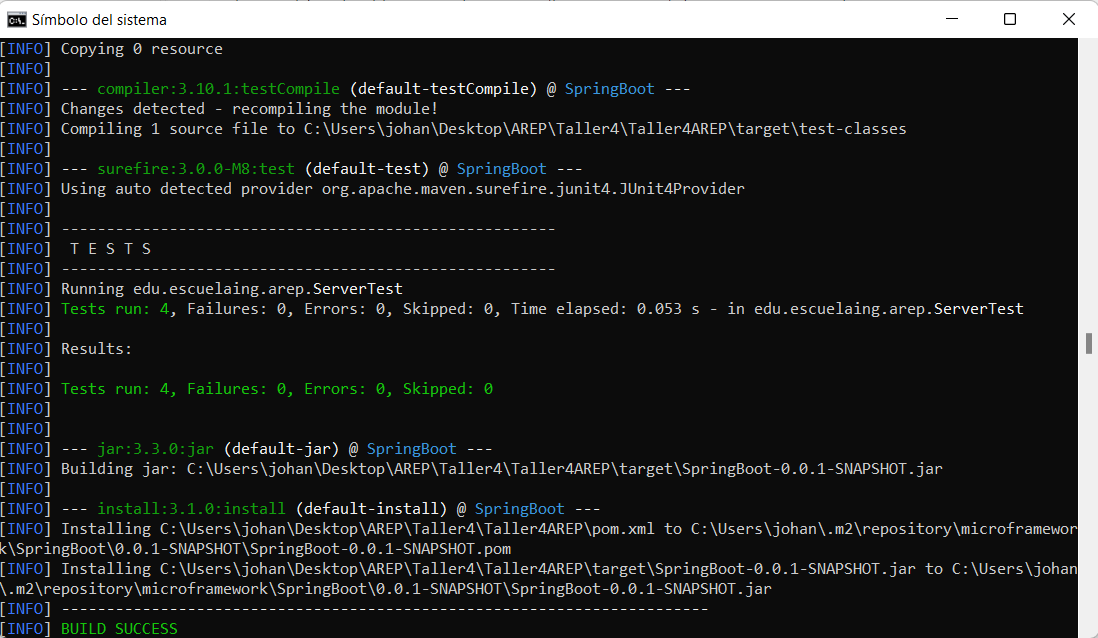 Símbolo del sistema
[INFO] Copying 0 resource
[INFO]
[INFO] --- compiler:3.10.1:testCompile (default-testCompile) @ SpringBoot ---
[INFO] Changes detected - recompiling the module!
[INFO] Compiling 1 source file to C:\Users\johan\Desktop\AREP\Taller4\Taller4AREP\target\test-classes
[INFO]
[INFO] --- surefire:3.0.0-M8:test (default-test) @ SpringBoot ---
[INFO] Using auto detected provider org.apache.maven.surefire.junit4.JUnit4Provider
[INFO]
[INFO] -------------------------------------------------------
[INFO]  T E S T S
[INFO] -------------------------------------------------------
[INFO] Running edu.escuelaing.arep.ServerTest
[INFO] Tests run: 4, Failures: 0, Errors: 0, Skipped: 0, Time elapsed: 0.053 s - in edu.escuelaing.arep.ServerTest
[INFO]
[INFO] Results:
[INFO]
[INFO] Tests run: 4, Failures: 0, Errors: 0, Skipped: 0
[INFO]
[INFO]
[INFO] --- jar:3.3.0:jar (default-jar) @ SpringBoot ---
[INFO] Building jar: C:\Users\johan\Desktop\AREP\Taller4\Taller4AREP\target\SpringBoot-0.0.1-SNAPSHOT.jar
[INFO]
[INFO] --- install:3.1.0:install (default-install) @ SpringBoot ---
[INFO] Installing C:\Users\johan\Desktop\AREP\Taller4\Taller4AREP\pom.xml to C:\Users\johan\.m2\repository\microframewor
k\SpringBoot\0.0.1-SNAPSHOT\SpringBoot-0.0.1-SNAPSHOT.pom
[INFO] Installing C:\Users\johan\Desktop\AREP\Taller4\Taller4AREP\target\SpringBoot-0.0.1-SNAPSHOT.jar to C:\Users\johan
\.m2\repository\microframework\SpringBoot\0.0.1-SNAPSHOT\SpringBoot-0.0.1-SNAPSHOT.jar
[INFO] ------------------------------------------------------------------------
[INFO] BUILD SUCCESS